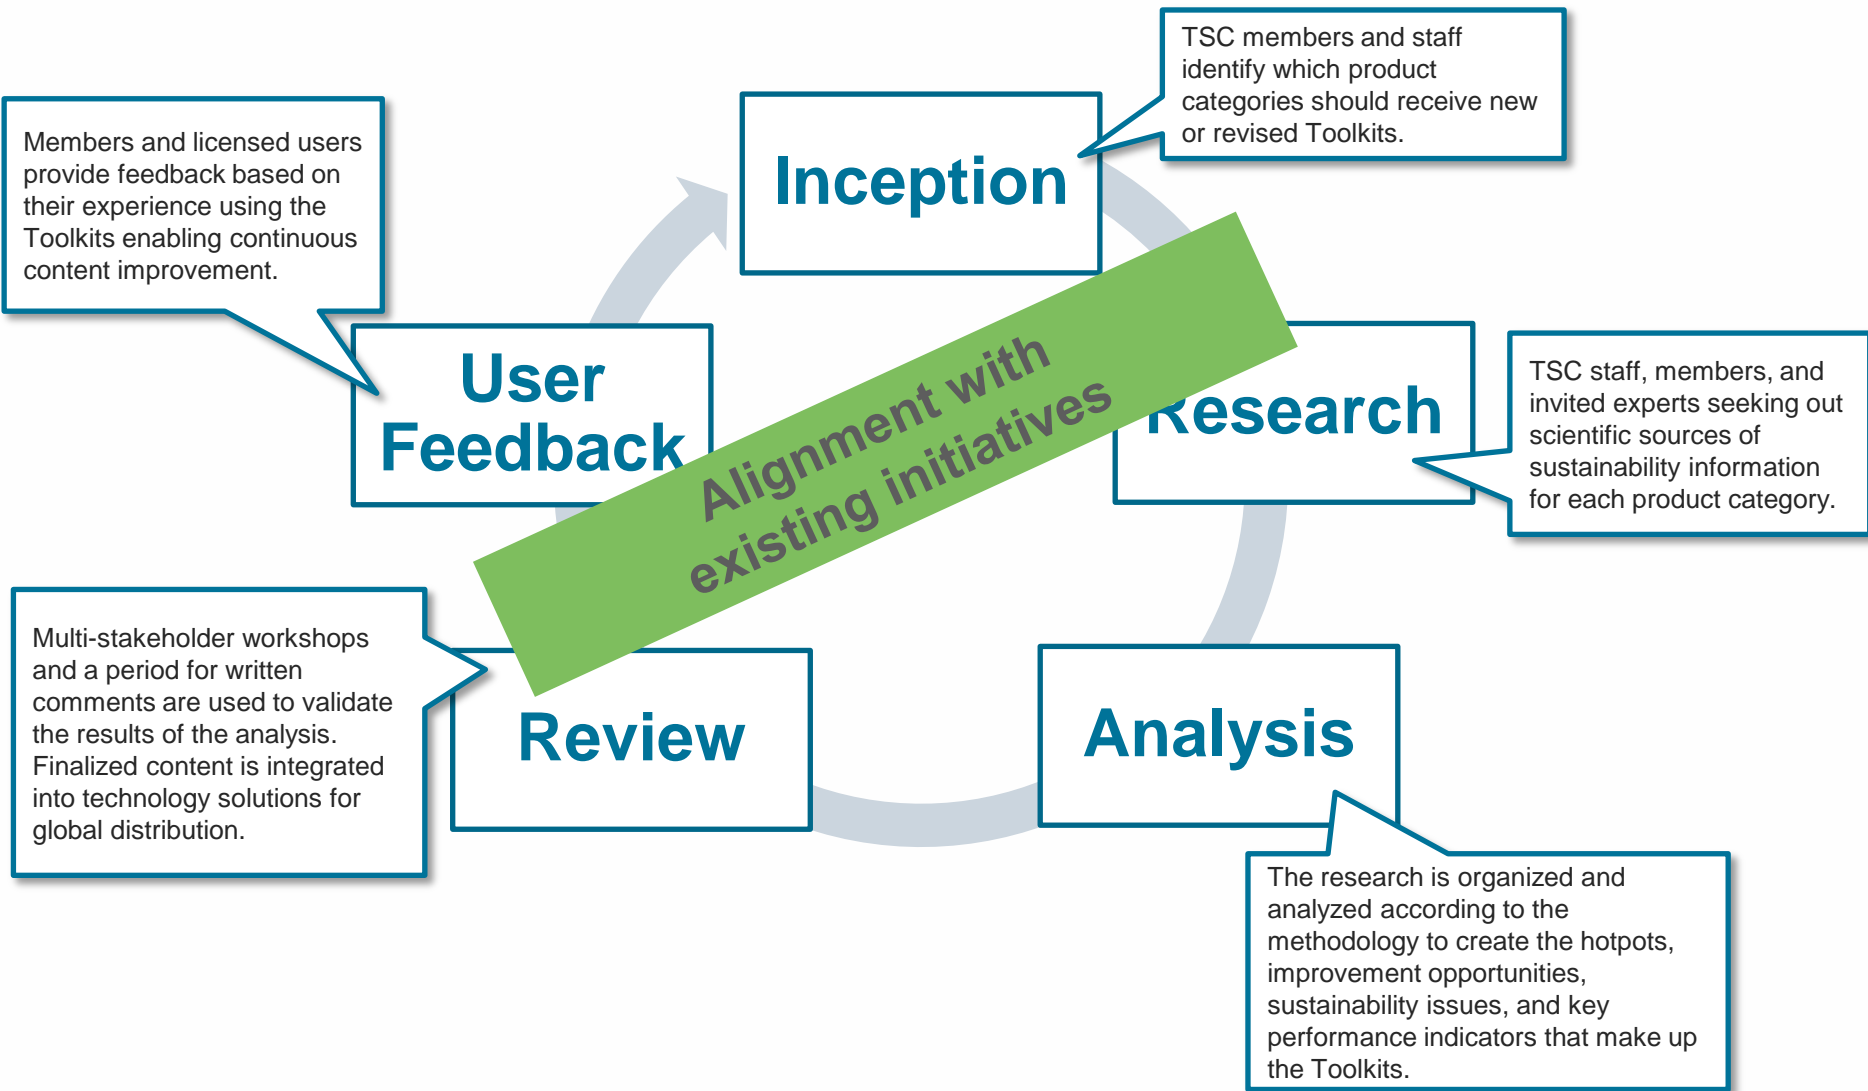 TSC members and staff
identify which product
categories should receive new
or revised Toolkits.
Inception
Members and licensed users
provide feedback based on
their experience using the
Toolkits enabling continuous
content improvement.
User
Feedback
Alignment with
existing initiatives
Research
TSC staff, members, and
invited experts seeking out
scientific sources of
sustainability information
for each product category.
Multi-stakeholder workshops
and a period for written
comments are used to validate
the results of the analysis.
Finalized content is integrated
into technology solutions for
global distribution.
Review
Analysis
The research is organized and
analyzed according to the
methodology to create the hotpots,
improvement opportunities,
sustainability issues, and key
performance indicators that make up
the Toolkits.